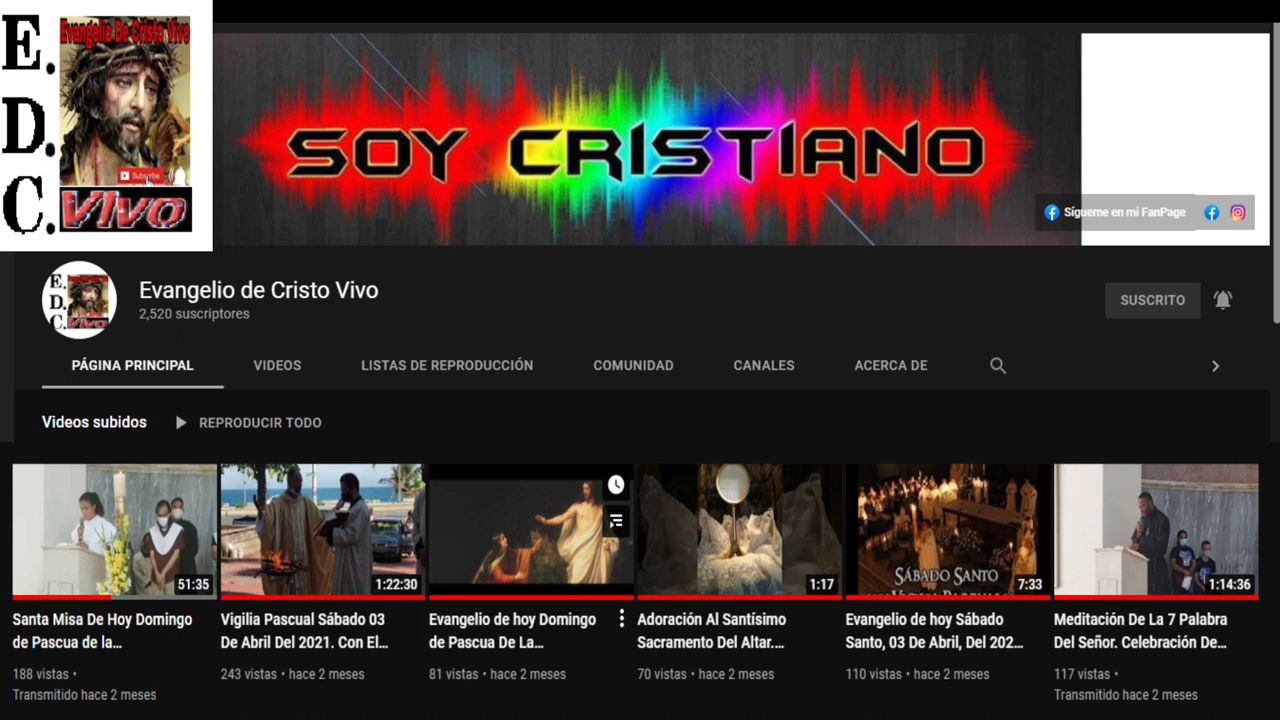 E.
D.
C.
Evangelio De Cristo Vivo
Subscribe
Vivo
SOY CRISTIANO
Sígueme en mi FanPage
E.
D.
C.
Vivo
Evangelio de Cristo Vivo
2,520 suscriptores
SUSCRITO
PÁGINA PRINCIPAL
VIDEOS
LISTAS DE REPRODUCCIÓN
COMUNIDAD
CANALES
ACERCA DE
Videos subidos
REPRODUCIR TODO
51:35
1:22:30
1:17
SÁBADO SANTO
7:33
1:14:36
Santa Misa De Hoy Domingo
de Pascua de la...
188 vistas •
Transmitido hace 2 meses
Vigilia Pascual Sábado 03
De Abril Del 2021. Con El...
243 vistas • hace 2 meses
Evangelio de hoy Domingo
de Pascua De La...
81 vistas • hace 2 meses
Adoración Al Santísimo
Sacramento Del Altar....
70 vistas • hace 2 meses
Evangelio de hoy Sábado
Santo, 03 De Abril, Del 202...
110 vistas • hace 2 meses
Meditación De La 7 Palabra
Del Señor. Celebración De...
117 vistas •
Transmitido hace 2 meses